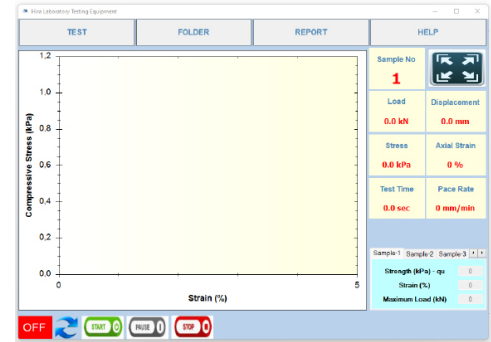 Hira Laboratory Testing Equipment
TEST FOLDER REPORT HELP
Compressive Stress (kPa)
1,2
1,0
0,8
0,6
0,4
0,2
0,0
0 5
Strain (%)
Sample No
1
Load Displacement
0.0 kN 0.0 mm
Stress Axial Strain
0.0 kPa 0 %
Test Time Pace Rate
0.0 sec 0 mm/min
Sample-1 Sample-2 Sample-3
Strength (kPa) - qu 0
Strain (%) 0
Maximum Load (kN) 0
OFF START PAUSE STOP